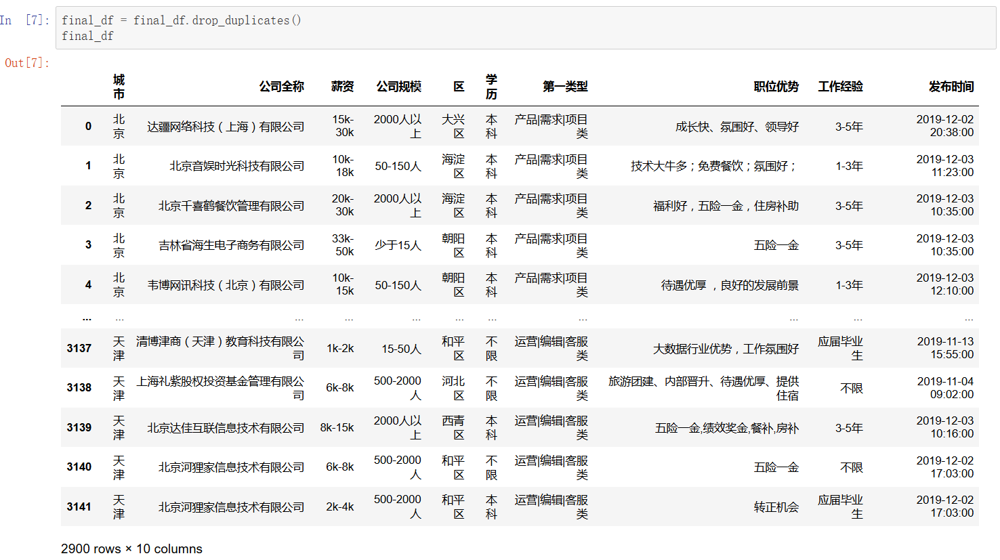 In [7]: final_df = final_df.drop_duplicates()
final_df
Out[7]:
城市 公司全称 薪资 公司规模 区 学历 第一类型 职位优势 工作经验 发布时间
0 北京 达疆网络科技（上海）有限公司 15k-30k 2000人以上 大兴区 本科 产品|需求|项目类 成长快、氛围好、领导好 3-5年 2019-12-02 20:38:00
1 北京 北京音娱时光科技有限公司 10k-18k 50-150人 海淀区 本科 产品|需求|项目类 技术大牛多；免费餐饮；氛围好； 1-3年 2019-12-03 11:23:00
2 北京 北京千喜鹤餐饮管理有限公司 20k-30k 2000人以上 海淀区 本科 产品|需求|项目类 福利好，五险一金，住房补助 3-5年 2019-12-03 10:35:00
3 北京 吉林省海生电子商务有限公司 33k-50k 少于15人 朝阳区 本科 产品|需求|项目类 五险一金 3-5年 2019-12-03 10:35:00
4 北京 韦博网讯科技（北京）有限公司 10k-15k 50-150人 朝阳区 本科 产品|需求|项目类 待遇优厚 ，良好的发展前景 1-3年 2019-12-03 12:10:00
... ... ... ... ... ... ... ... ... ... ...
3137 天津 清博津商（天津）教育科技有限公司 1k-2k 15-50人 和平区 不限 运营|编辑|客服类 大数据行业优势，工作氛围好 应届毕业生 2019-11-13 15:55:00
3138 天津 上海礼紫股权投资基金管理有限公司 6k-8k 500-2000人 河北区 不限 运营|编辑|客服类 旅游团建、内部晋升、待遇优厚、提供住宿 不限 2019-11-04 09:02:00
3139 天津 北京达佳互联信息技术有限公司 8k-15k 2000人以上 西青区 本科 运营|编辑|客服类 五险一金,绩效奖金,餐补,房补 3-5年 2019-12-03 10:16:00
3140 天津 北京河狸家信息技术有限公司 6k-8k 500-2000人 和平区 不限 运营|编辑|客服类 五险一金 不限 2019-12-02 17:03:00
3141 天津 北京河狸家信息技术有限公司 2k-4k 500-2000人 和平区 本科 运营|编辑|客服类 转正机会 应届毕业生 2019-12-02 17:03:00
2900 rows × 10 columns